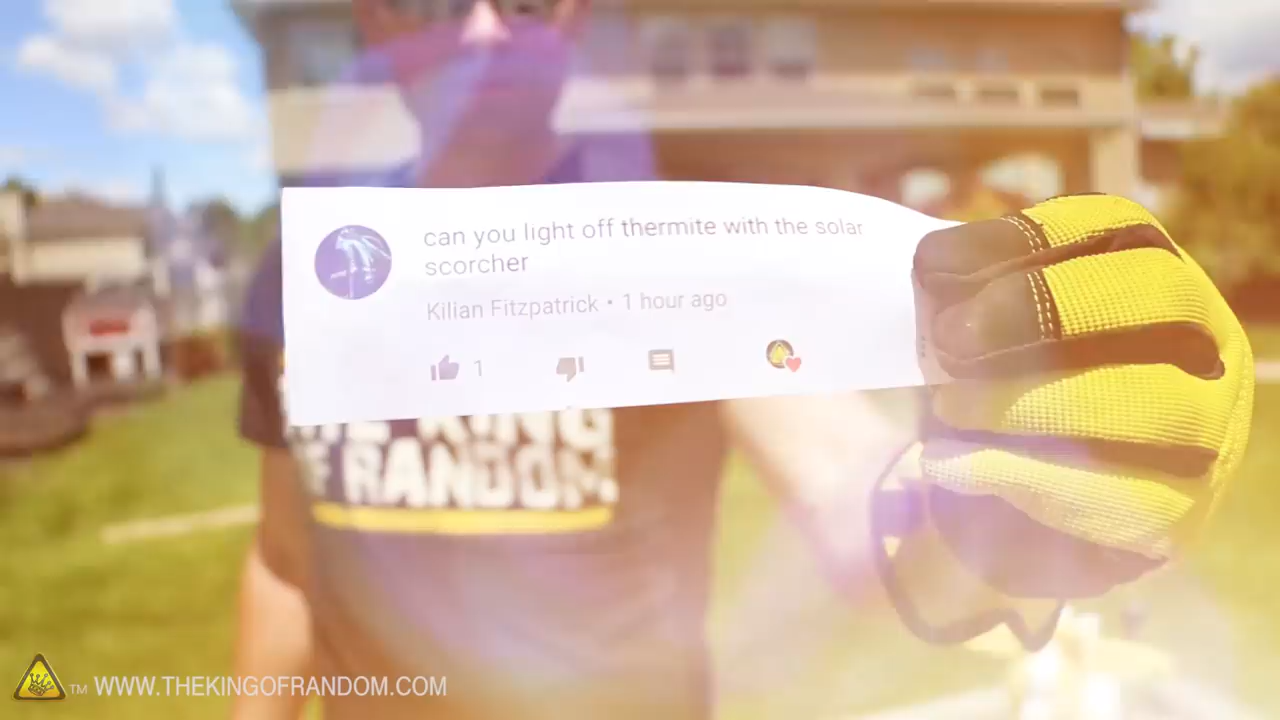 can you light off thermite with the solar
scorcher
Kilian Fitzpatrick • 1 hour ago
1
THE KING
OF RANDOM.
TM WWW.THEKINGOFRANDOM.COM